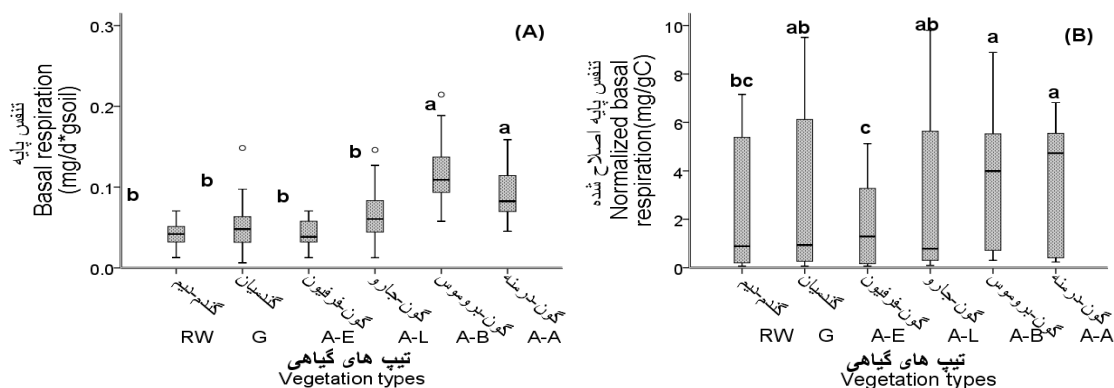 (A)
تنفس پایه
Basal respiration
(mg/d*gsoil)
0.3
0.2
0.1
0.0
b
b
b
b
a
a
گندم-دیم
گندمیان
گون-فرفیون
گون-جارو
گون-بروموس
گون-درمنه
RW
G
A-E
A-L
A-B
A-A
تیپ های گیاهی
Vegetation types
(B)
تنفس پایه اصلاح شده
Normalized basal
respiration(mg/gC)
10
8
6
4
2
0
bc
ab
c
ab
a
a
گندم-دیم
گندمیان
گون-فرفیون
گون-جارو
گون-بروموس
گون-درمنه
RW
G
A-E
A-L
A-B
A-A
تیپ های گیاهی
Vegetation types